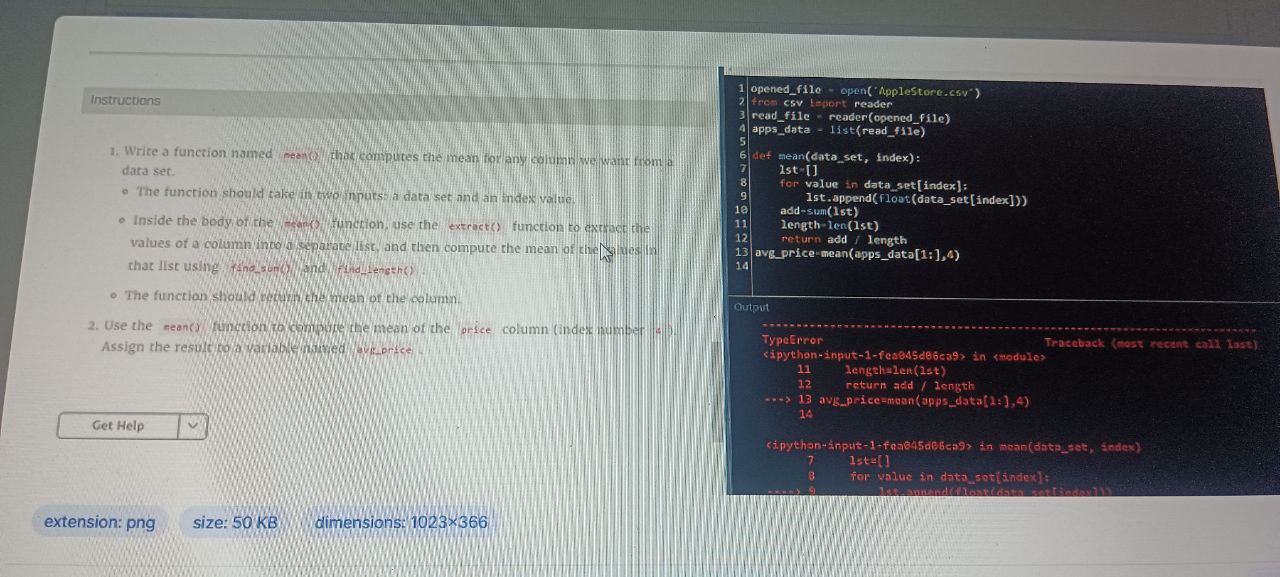 Instructions
1. Write a function named mean() that computes the mean for any column we want from a
data set.
The function should take in two inputs: a data set and an index value.
Inside the body of the mean() function, use the extract() function to extract the
values of a column into a separate list, and then compute the mean of the values in
that list using find_sum() and find_length() .
The function should return the mean of the column.
2. Use the mean() function to compute the mean of the price column (index number 4 ).
Assign the result to a variable named avg_price
Get Help
extension: png
size: 50 KB
dimensions: 1023×366
1 opened_file = open('AppleStore.csv')
2 from csv import reader
3 read_file = reader(opened_file)
4 apps_data = list(read_file)
5
6 def mean(data_set, index):
7 lst=[]
8 for value in data_set[index]:
9 lst.append(float(data_set[index]))
10 add=sum(lst)
11 length=len(lst)
12 return add / length
13 avg_price=mean(apps_data[1:],4)
14
Output
TypeError Traceback (most recent call last)
<ipython-input-1-fea045d06ca9> in <module>
11 length=len(lst)
12 return add / length
---> 13 avg_price=mean(apps_data[1:],4)
14
<ipython-input-1-fea045d06ca9> in mean(data_set, index)
7 lst=[]
8 for value in data_set[index]:
----> 9 lst.append(float(data_set[index]))